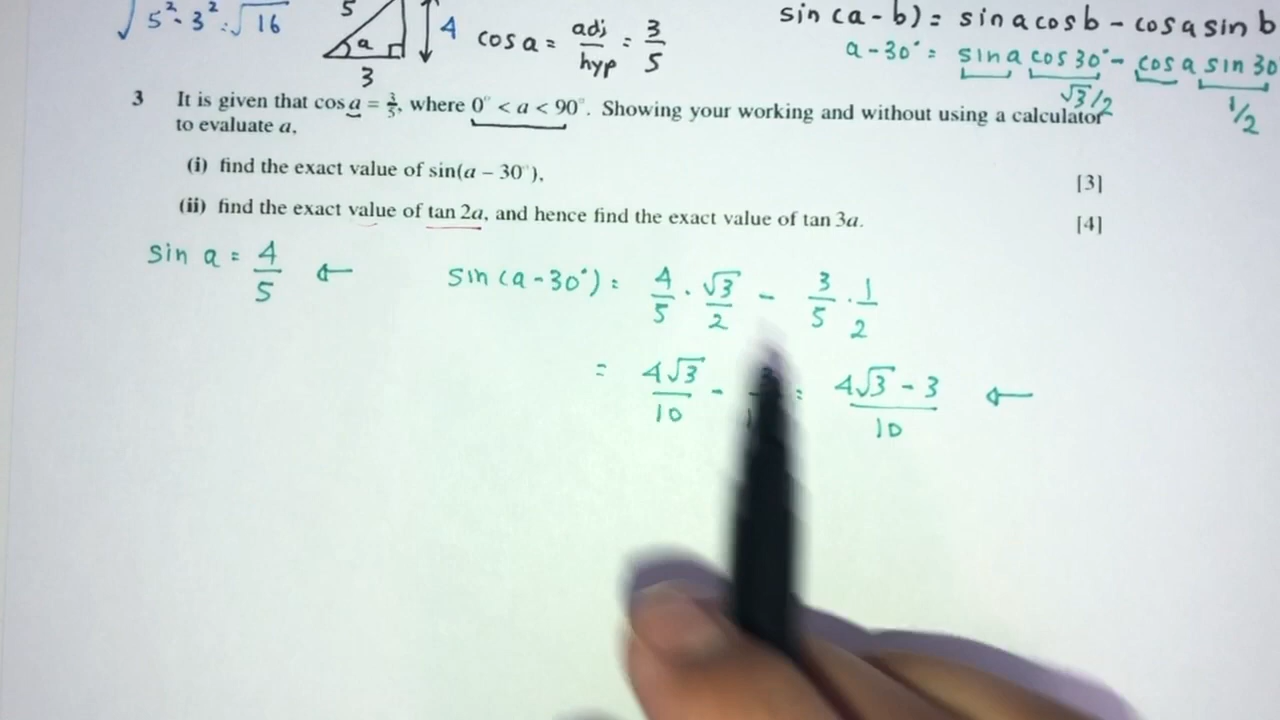 √5² - 3² = √16
5
4
a
3
cos a = adj/hyp = 3/5
sin (a - b) = sin a cos b - cos a sin b
a - 30° = sin a cos 30° - cos a sin 30
√3/2
1/2
3 It is given that cos a = 3/5, where 0° < a < 90°. Showing your working and without using a calculator
to evaluate a,
(i) find the exact value of sin(a − 30°), [3]
(ii) find the exact value of tan 2a, and hence find the exact value of tan 3a. [4]
sin a = 4/5 ←
sin (a - 30°) = 4/5 · √3/2 - 3/5 · 1/2
= 4√3/10 - = 4√3 - 3/10 ←